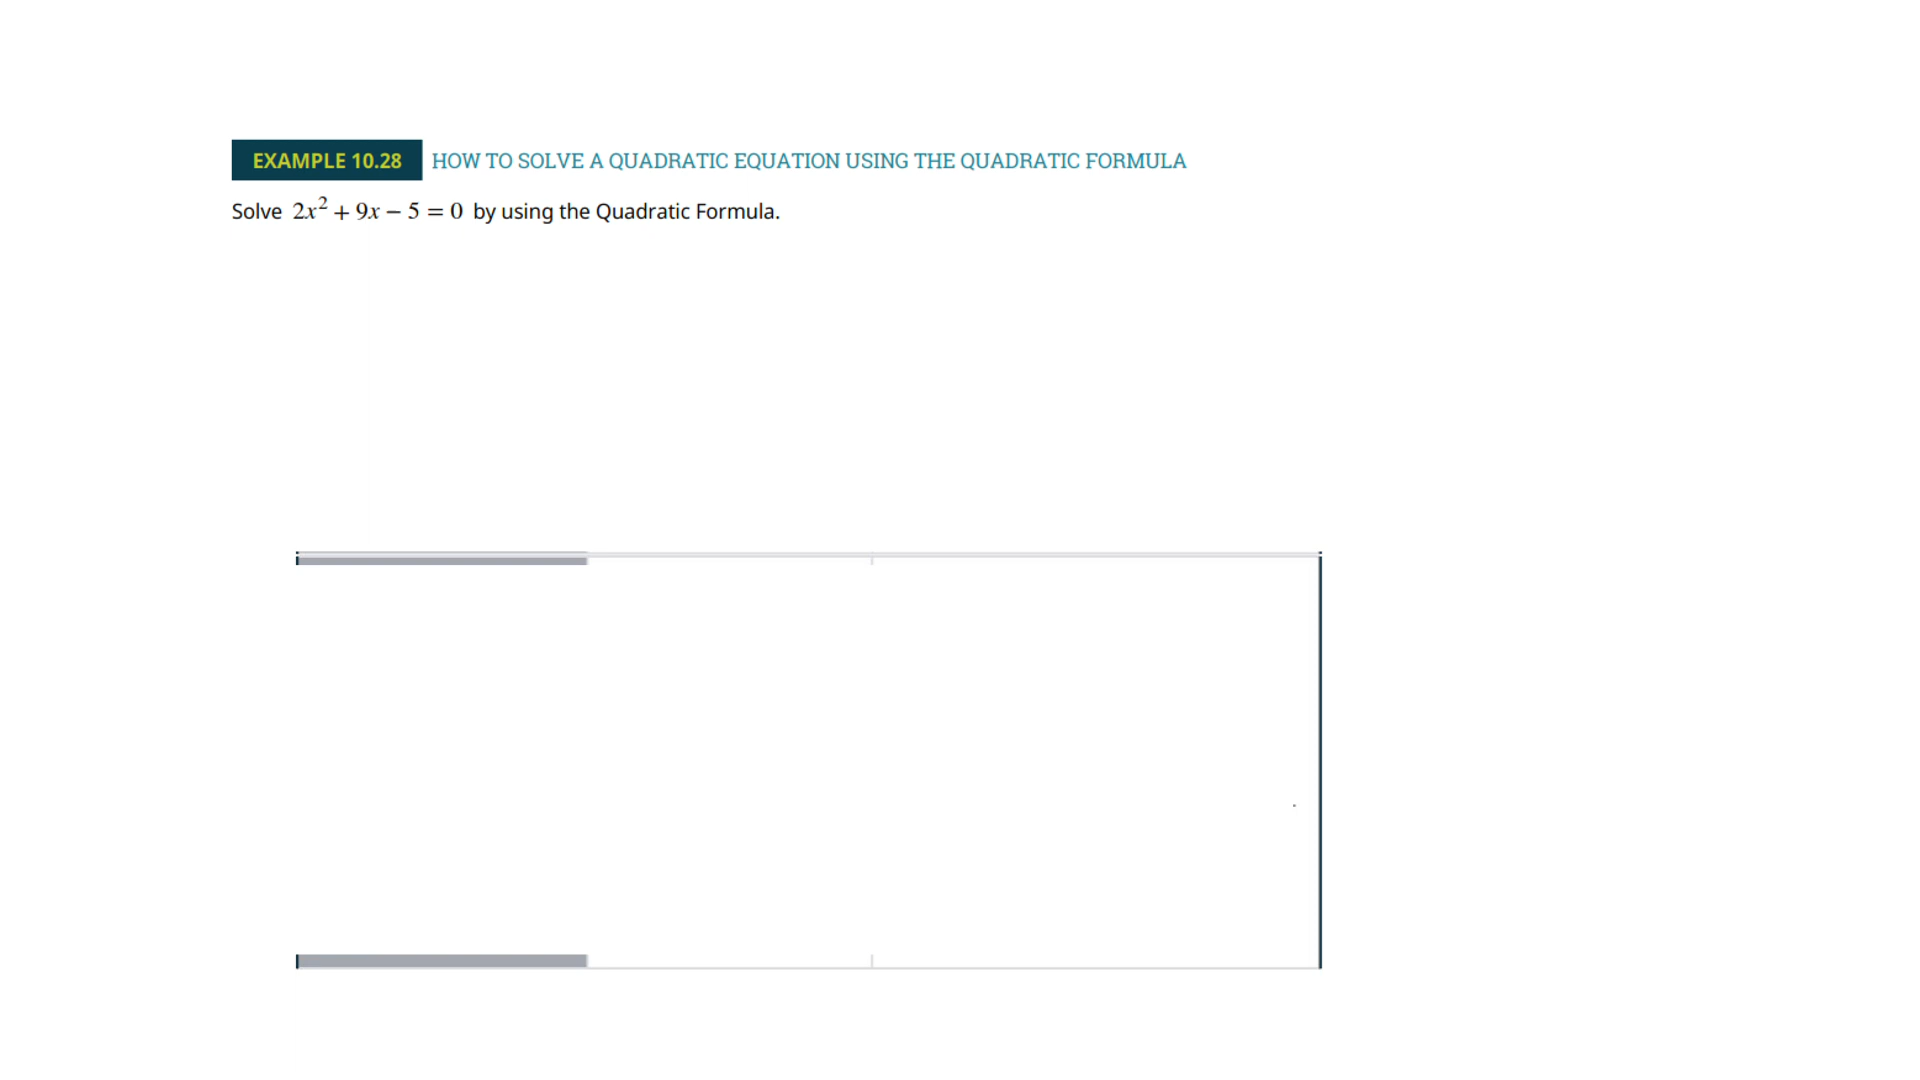 EXAMPLE 10.28 HOW TO SOLVE A QUADRATIC EQUATION USING THE QUADRATIC FORMULA
Solve 2x² + 9x − 5 = 0 by using the Quadratic Formula.